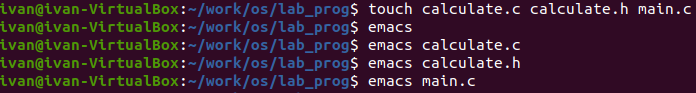 ivan@ivan-VirtualBox:~/work/os/lab_prog$ touch calculate.c calculate.h main.c
ivan@ivan-VirtualBox:~/work/os/lab_prog$ emacs
ivan@ivan-VirtualBox:~/work/os/lab_prog$ emacs calculate.c
ivan@ivan-VirtualBox:~/work/os/lab_prog$ emacs calculate.h
ivan@ivan-VirtualBox:~/work/os/lab_prog$ emacs main.c